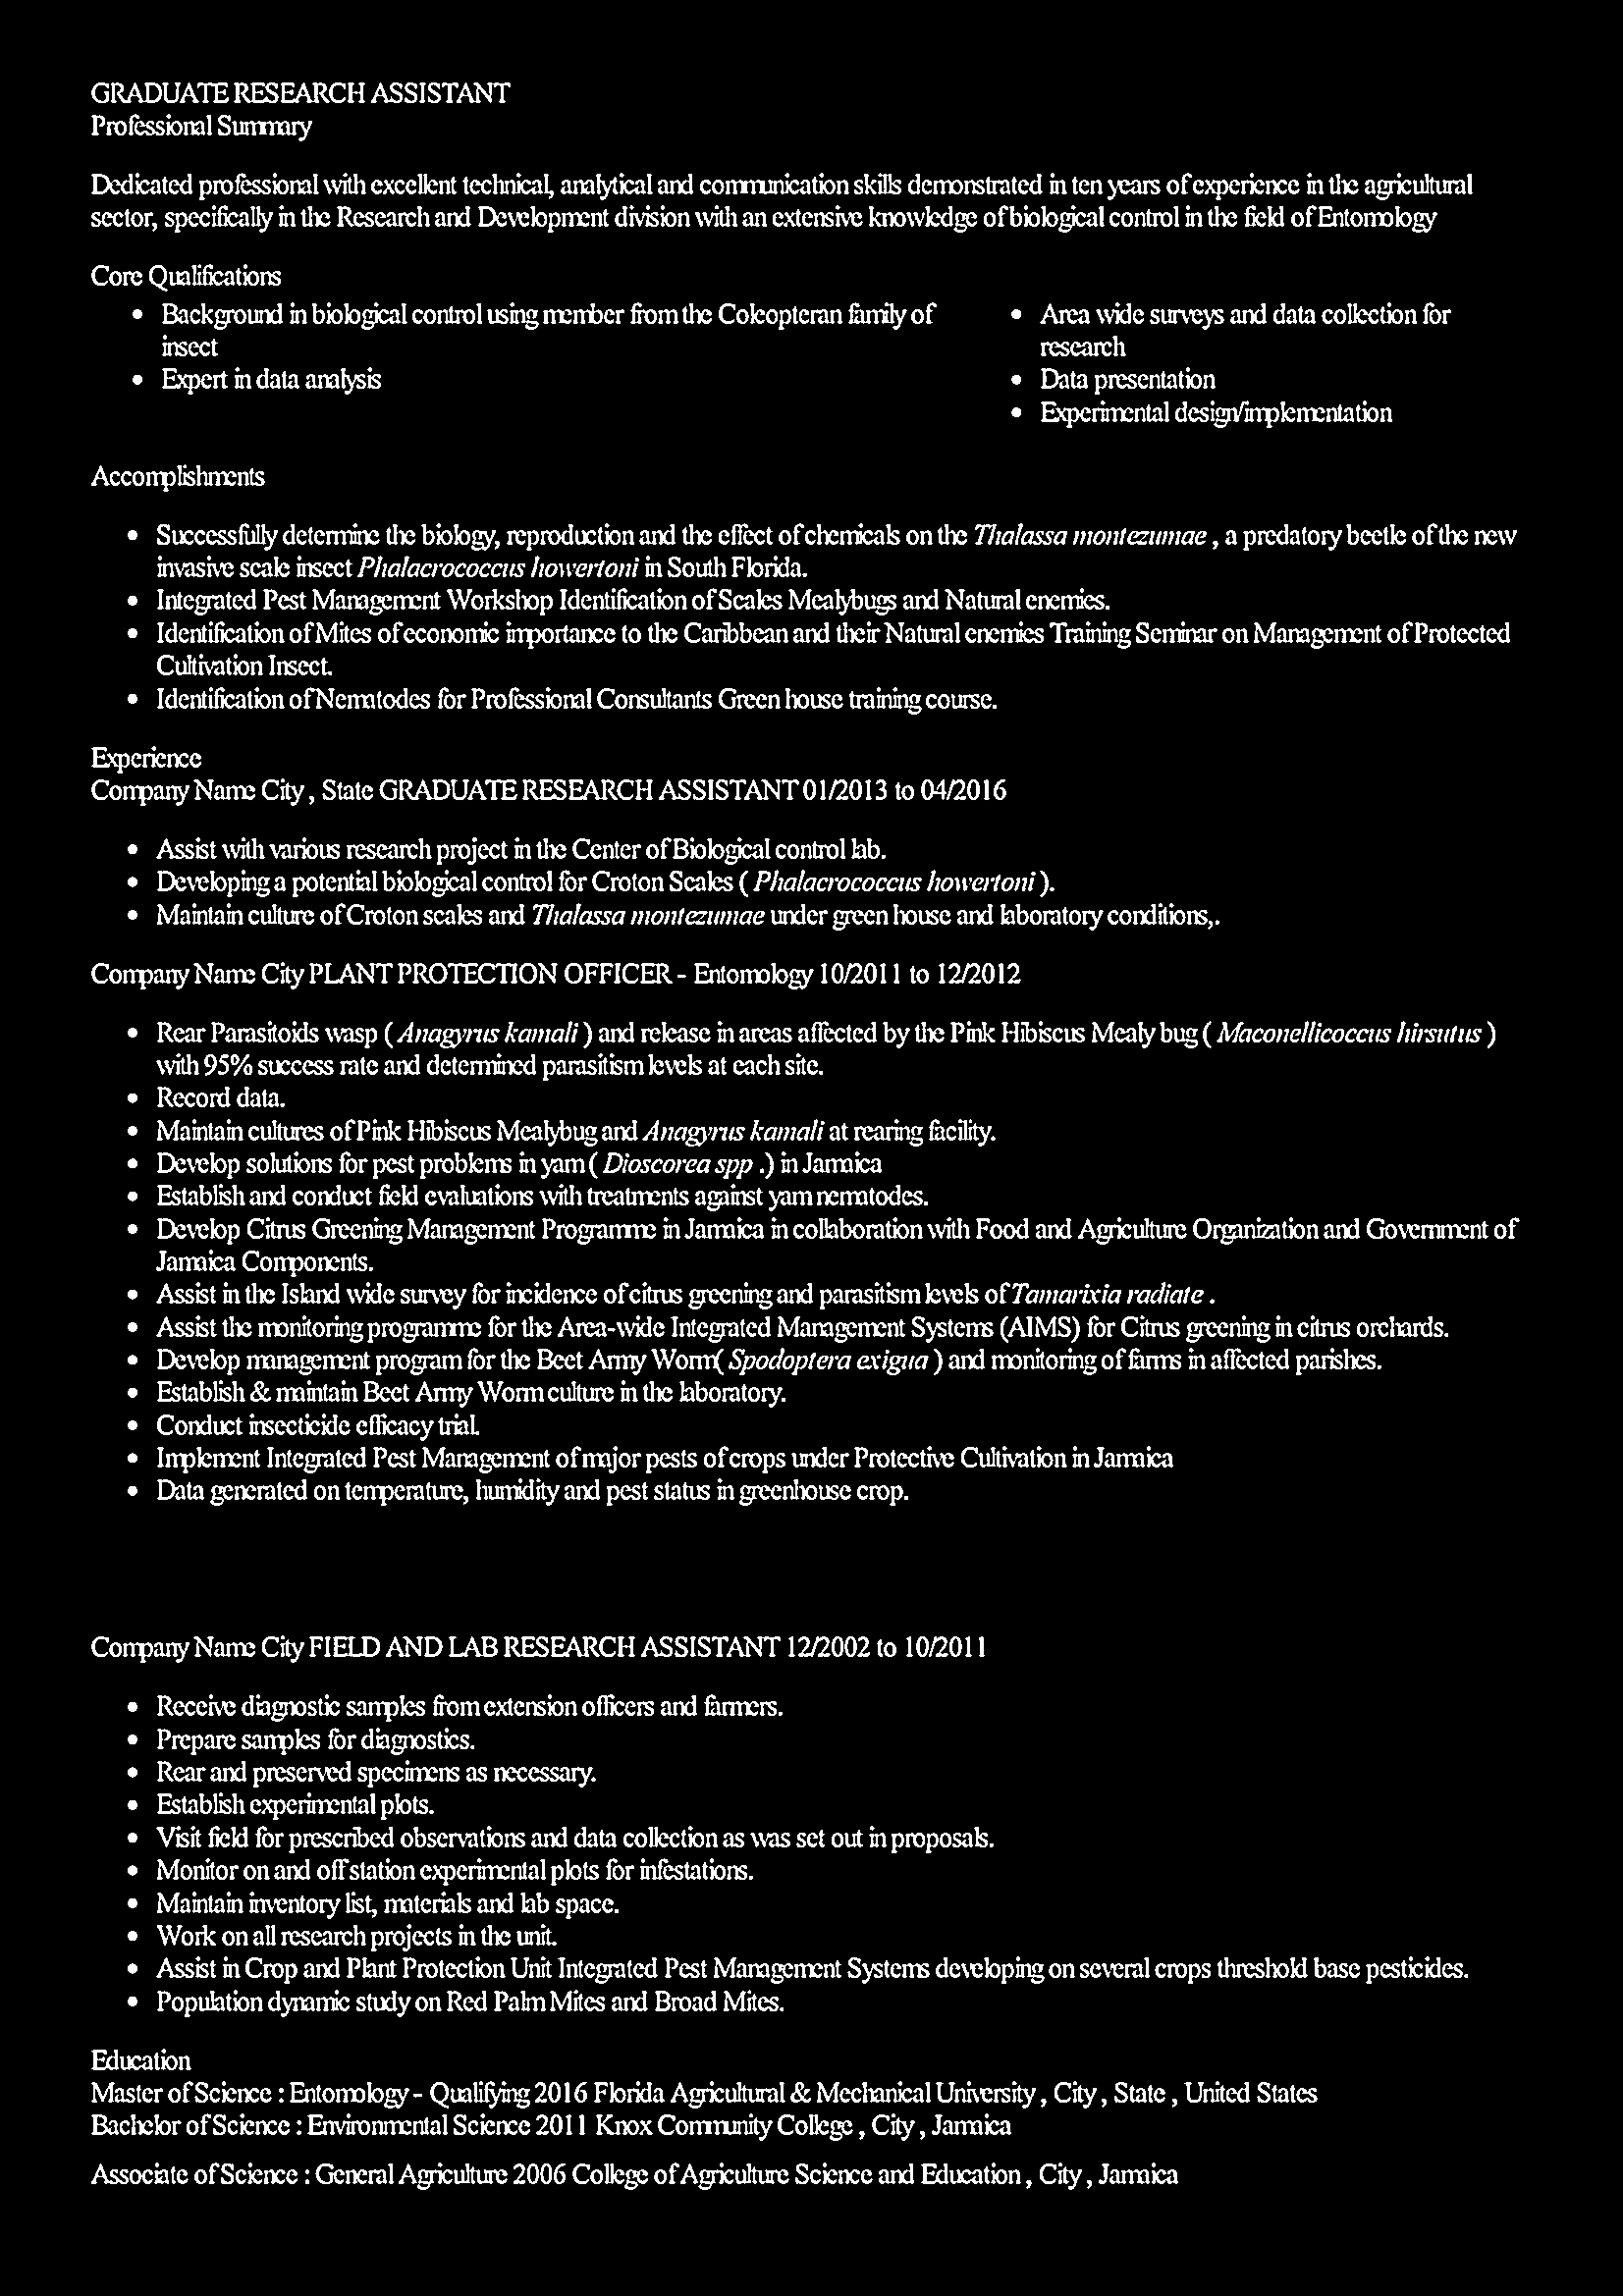 GRADUATE RESEARCH ASSISTANT
Professional Summary
Dedicated professional with excellent technical, analytical and communication skills demonstrated in ten years of experience in the agricultural
sector, specifically in the Research and Development division with an extensive knowledge of biological control in the field of Entomology
Core Qualifications
• Background in biological control using member from the Coleopteran family of
insect
• Expert in data analysis
• Area wide surveys and data collection for
research
• Data presentation
• Experimental design/implementation
Accomplishments
• Successfully determine the biology, reproduction and the effect of chemicals on the Thalassa montezumae , a predatory beetle of the new
invasive scale insect Phalacrococcus howertoni in South Florida.
• Integrated Pest Management Workshop Identification of Scales Mealybugs and Natural enemies.
• Identification of Mites of economic importance to the Caribbean and their Natural enemies Training Seminar on Management of Protected
Cultivation Insect.
• Identification of Nematodes for Professional Consultants Green house training course.
Experience
Company Name City , State GRADUATE RESEARCH ASSISTANT 01/2013 to 04/2016
• Assist with various research project in the Center of Biological control lab.
• Developing a potential biological control for Croton Scales ( Phalacrococcus howertoni ).
• Maintain culture of Croton scales and Thalassa montezumae under green house and laboratory conditions,.
Company Name City PLANT PROTECTION OFFICER - Entomology 10/2011 to 12/2012
• Rear Parasitoids wasp ( Anagyrus kamali ) and release in areas affected by the Pink Hibiscus Mealy bug ( Maconellicoccus hirsutus )
with 95% success rate and determined parasitism levels at each site.
• Record data.
• Maintain cultures of Pink Hibiscus Mealybug and Anagyrus kamali at rearing facility.
• Develop solutions for pest problems in yam ( Dioscorea spp .) in Jamaica
• Establish and conduct field evaluations with treatments against yam nematodes.
• Develop Citrus Greening Management Programme in Jamaica in collaboration with Food and Agriculture Organization and Government of
Jamaica Components.
• Assist in the Island wide survey for incidence of citrus greening and parasitism levels of Tamarixia radiate .
• Assist the monitoring programme for the Area-wide Integrated Management Systems (AIMS) for Citrus greening in citrus orchards.
• Develop management program for the Beet Army Worm( Spodoptera exigua ) and monitoring of farms in affected parishes.
• Establish & maintain Beet Army Worm culture in the laboratory.
• Conduct insecticide efficacy trial.
• Implement Integrated Pest Management of major pests of crops under Protective Cultivation in Jamaica
• Data generated on temperature, humidity and pest status in greenhouse crop.
Company Name City FIELD AND LAB RESEARCH ASSISTANT 12/2002 to 10/2011
• Receive diagnostic samples from extension officers and farmers.
• Prepare samples for diagnostics.
• Rear and preserved specimens as necessary.
• Establish experimental plots.
• Visit field for prescribed observations and data collection as was set out in proposals.
• Monitor on and off station experimental plots for infestations.
• Maintain inventory list, materials and lab space.
• Work on all research projects in the unit.
• Assist in Crop and Plant Protection Unit Integrated Pest Management Systems developing on several crops threshold base pesticides.
• Population dynamic study on Red Palm Mites and Broad Mites.
Education
Master of Science : Entomology - Qualifying 2016 Florida Agricultural & Mechanical University , City , State , United States
Bachelor of Science : Environmental Science 2011 Knox Community College , City , Jamaica
Associate of Science : General Agriculture 2006 College of Agriculture Science and Education , City , Jamaica